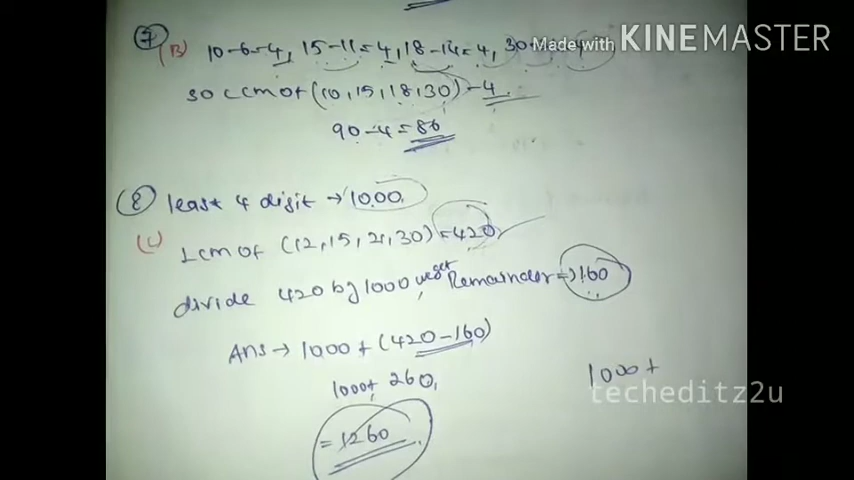 7
(B) 10-6=4, 15-11=4, 18-14=4, 30
Made with KINEMASTER
SO LCM of (10,15,18,30) -4
90-4=86
(8) least 4 digit → 1000
(C) LCM of (12,15,21,30) =420
divide 420 by 1000 we get Remainder => 160
Ans → 1000 + (420-160)
1000+ 260
1000+
techeditz2u
=1260